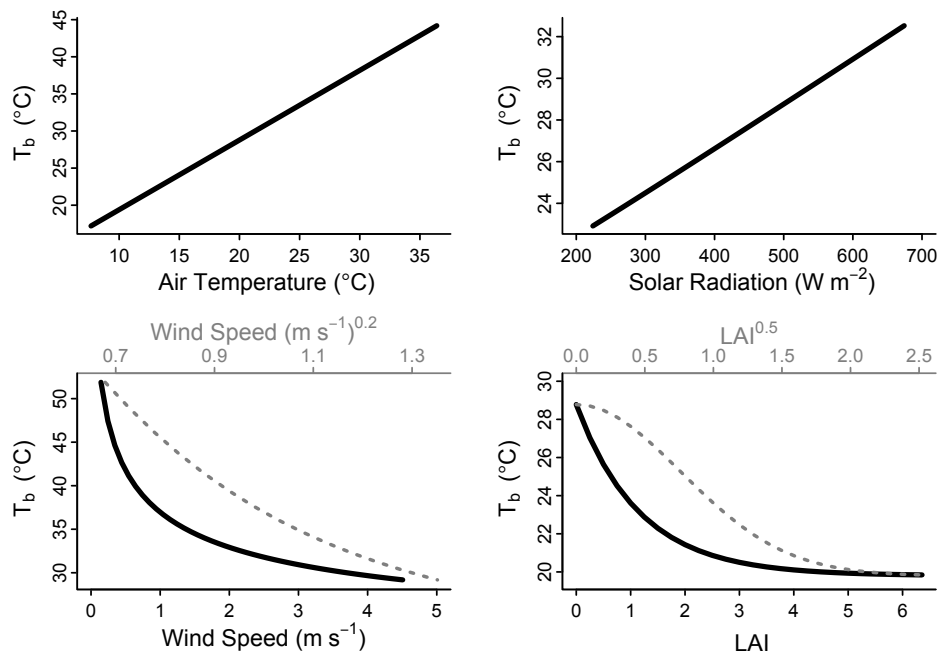 45
40
35
30
25
20
T_b (°C)
10 15 20 25 30 35
Air Temperature (°C)
32
30
28
26
24
T_b (°C)
200 300 400 500 600 700
Solar Radiation (W m⁻²)
Wind Speed (m s⁻¹)^0.2
0.7 0.9 1.1 1.3
50
45
40
35
30
T_b (°C)
0 1 2 3 4 5
Wind Speed (m s⁻¹)
LAI^0.5
0.0 0.5 1.0 1.5 2.0 2.5
30
28
26
24
22
20
T_b (°C)
0 1 2 3 4 5 6
LAI